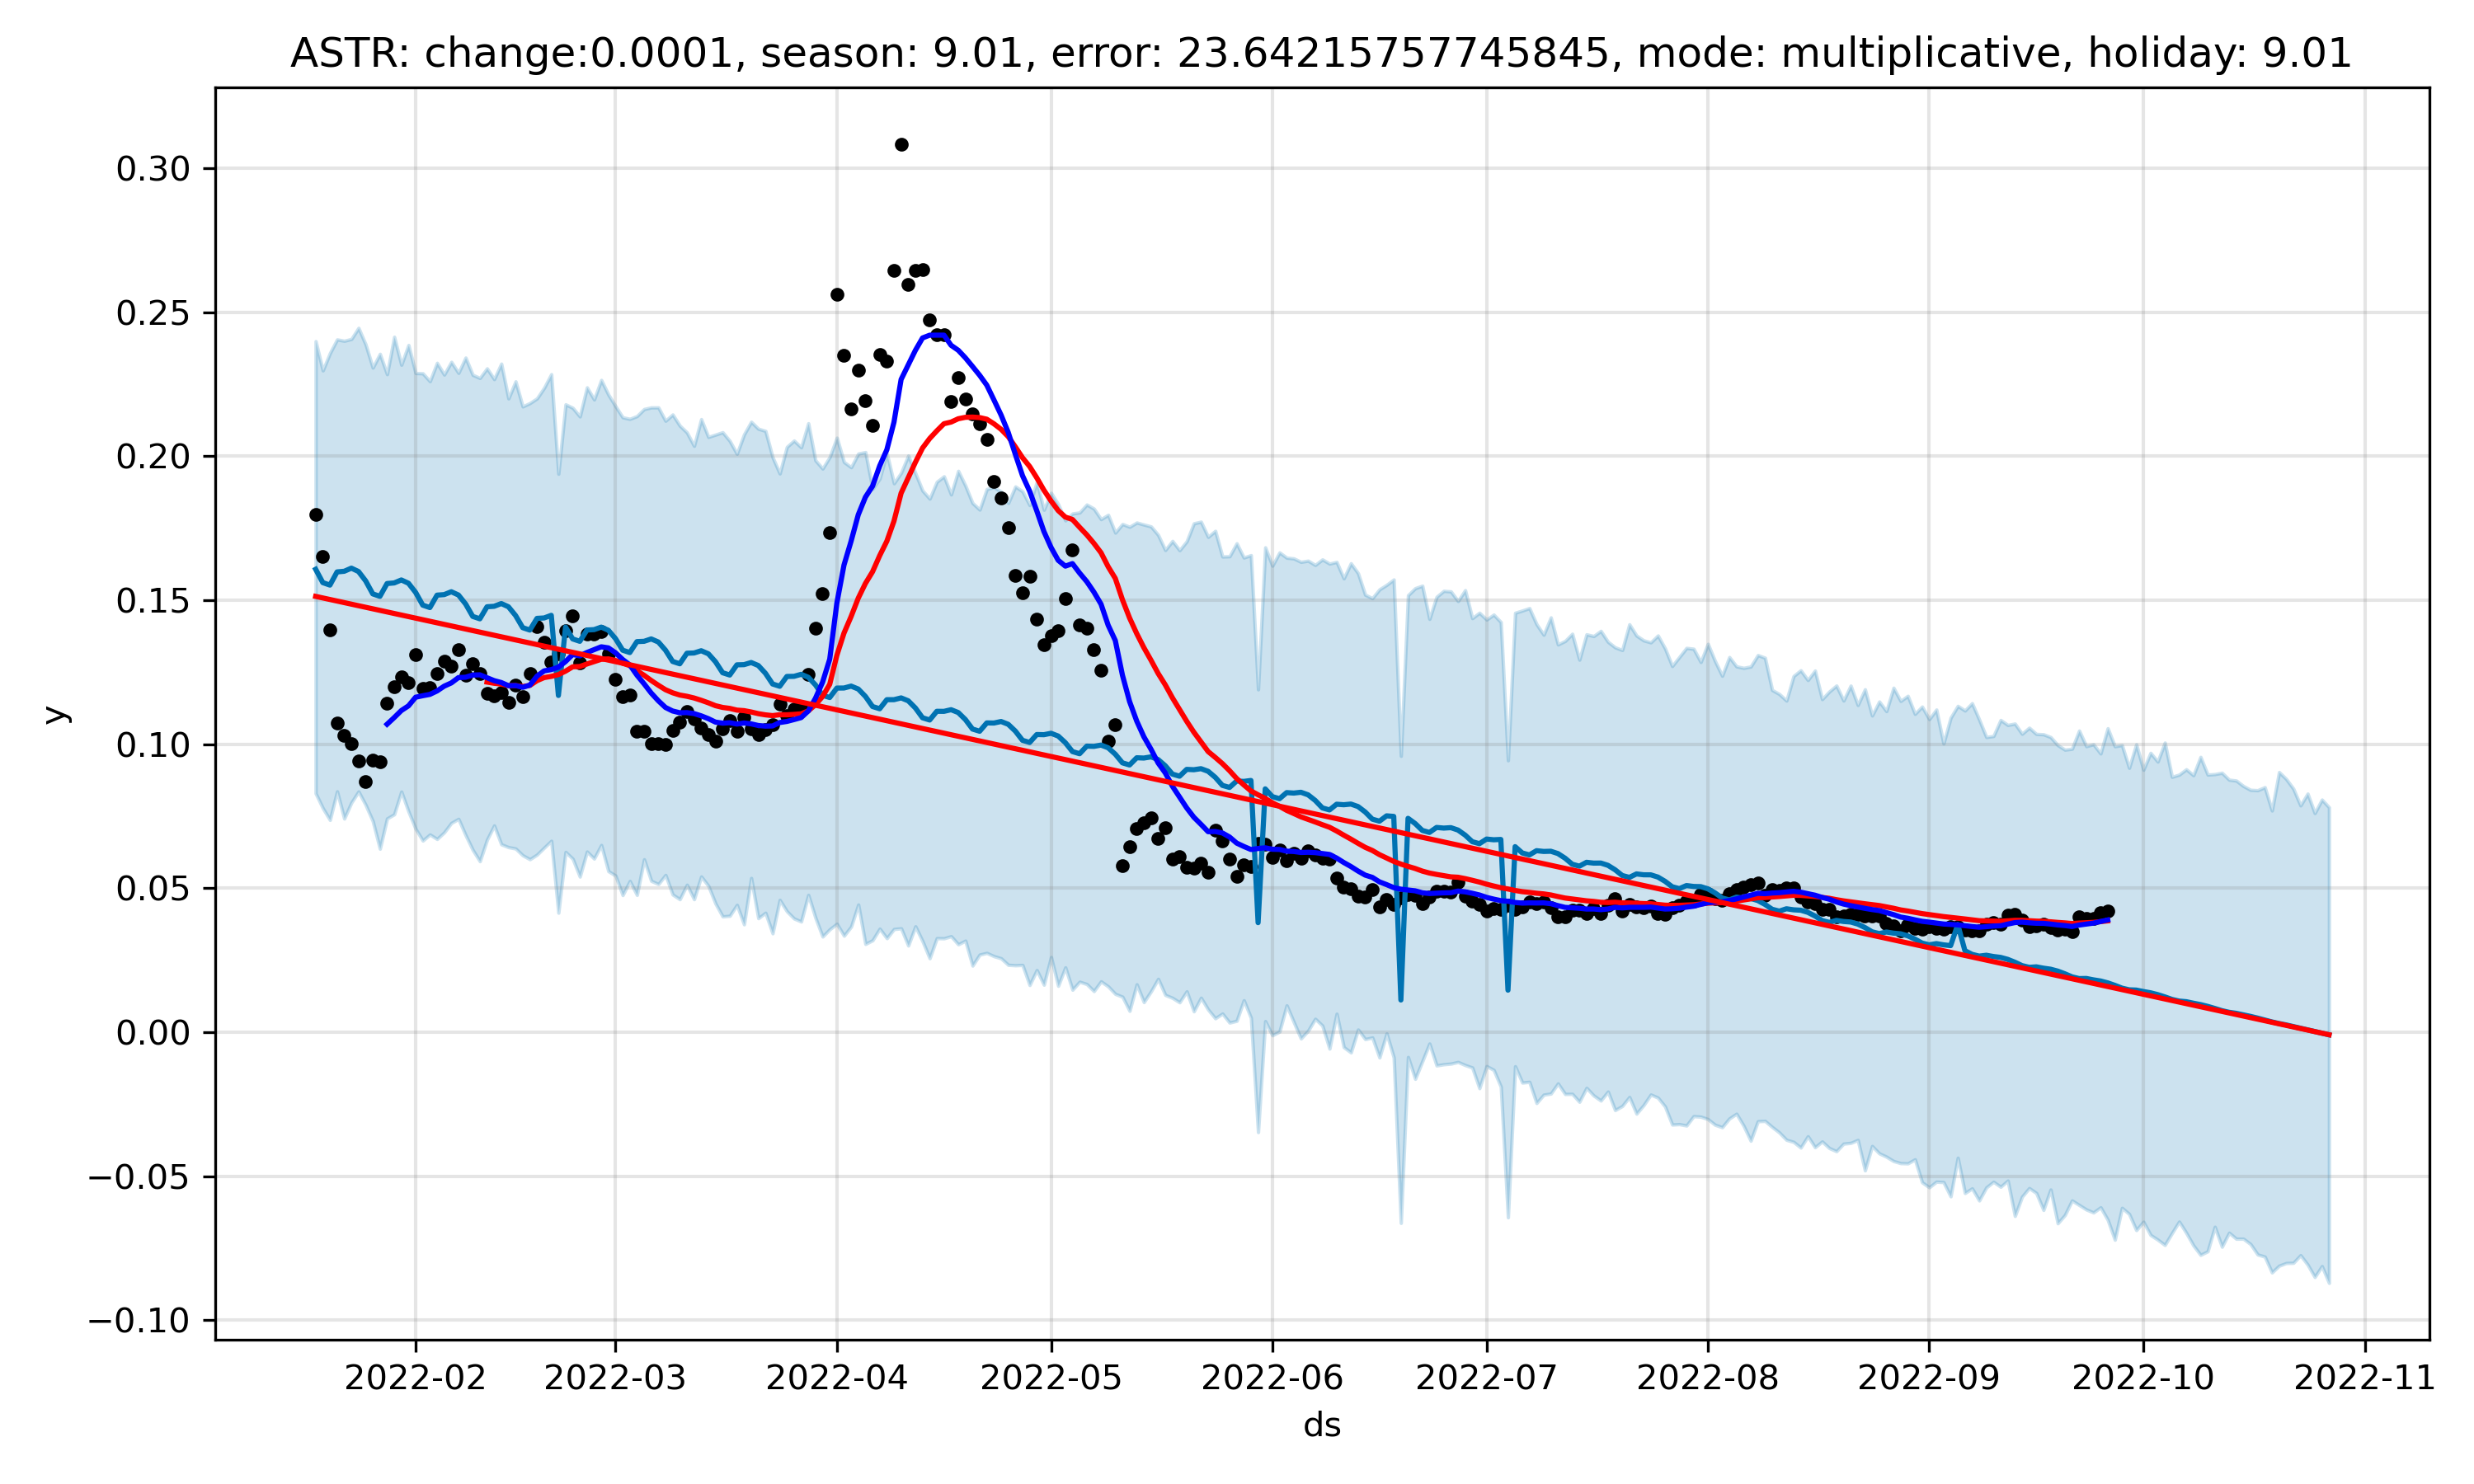 ASTR: change:0.0001, season: 9.01, error: 23.64215757745845, mode: multiplicative, holiday: 9.01
0.30
0.25
0.20
0.15
0.10
0.05
0.00
−0.05
−0.10
y
2022-02 2022-03 2022-04 2022-05 2022-06 2022-07 2022-08 2022-09 2022-10 2022-11
ds